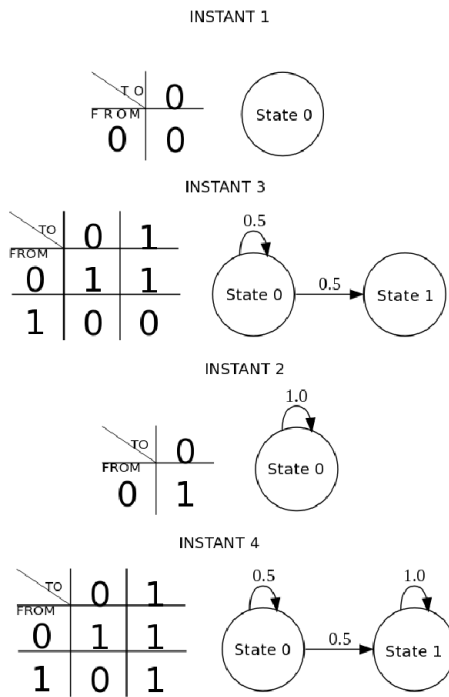 INSTANT 1
TO 0
FROM
0 0
State 0
INSTANT 3
TO 0 1
FROM
0 1 1
1 0 0
0.5
State 0
0.5
State 1
INSTANT 2
TO 0
FROM
0 1
1.0
State 0
INSTANT 4
TO 0 1
FROM
0 1 1
1 0 1
0.5
State 0
0.5
1.0
State 1